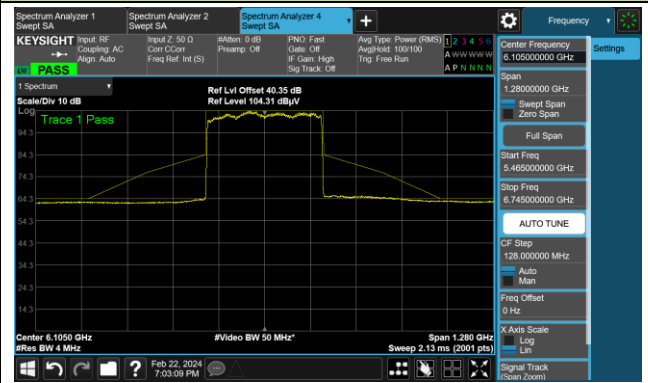 Spectrum Analyzer 1
Swept SA
Spectrum Analyzer 2
Swept SA
Spectrum Analyzer 4
Swept SA
Frequency
KEYSIGHT
Input: RF
Coupling: AC
Align: Auto
Input Z: 50 Ω
Corr CCorr
Freq Ref: Int (S)
#Atten: 0 dB
Preamp: Off
PNO: Fast
Gate: Off
IF Gain: High
Sig Track: Off
Avg Type: Power (RMS)
Avg|Hold: 100/100
Trig: Free Run
1 2 3 4 5 6
A W W W W W
A P N N N N
PASS
1 Spectrum
Scale/Div 10 dB
Ref Lvl Offset 40.35 dB
Ref Level 104.31 dBµV
Log
Trace 1 Pass
94.3
84.3
74.3
64.3
54.3
44.3
34.3
24.3
14.3
Center 6.1050 GHz
#Res BW 4 MHz
#Video BW 50 MHz*
Span 1.280 GHz
Sweep 2.13 ms (2001 pts)
Center Frequency
6.105000000 GHz
Settings
Span
1.28000000 GHz
Swept Span
Zero Span
Full Span
Start Freq
5.465000000 GHz
Stop Freq
6.745000000 GHz
AUTO TUNE
CF Step
128.000000 MHz
Auto
Man
Freq Offset
0 Hz
X Axis Scale
Log
Lin
Signal Track
(Span Zoom)
?
Feb 22, 2024
7:03:09 PM